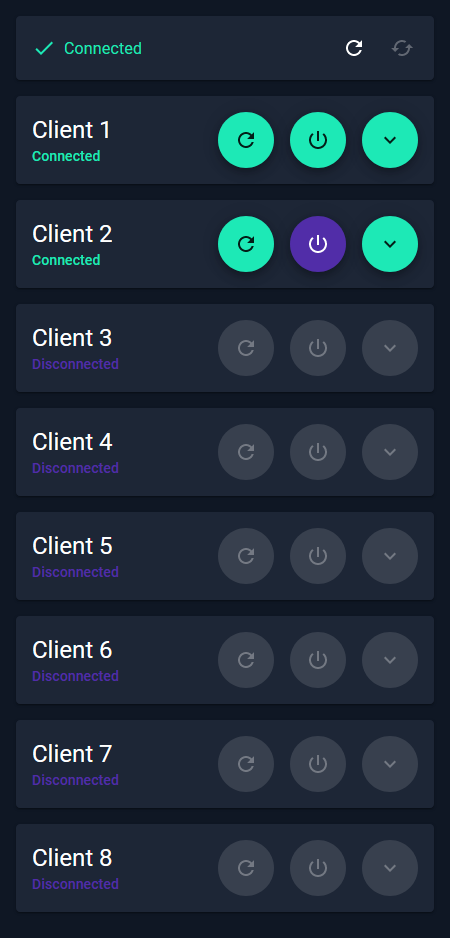 Connected
Client 1
Connected
Client 2
Connected
Client 3
Disconnected
Client 4
Disconnected
Client 5
Disconnected
Client 6
Disconnected
Client 7
Disconnected
Client 8
Disconnected